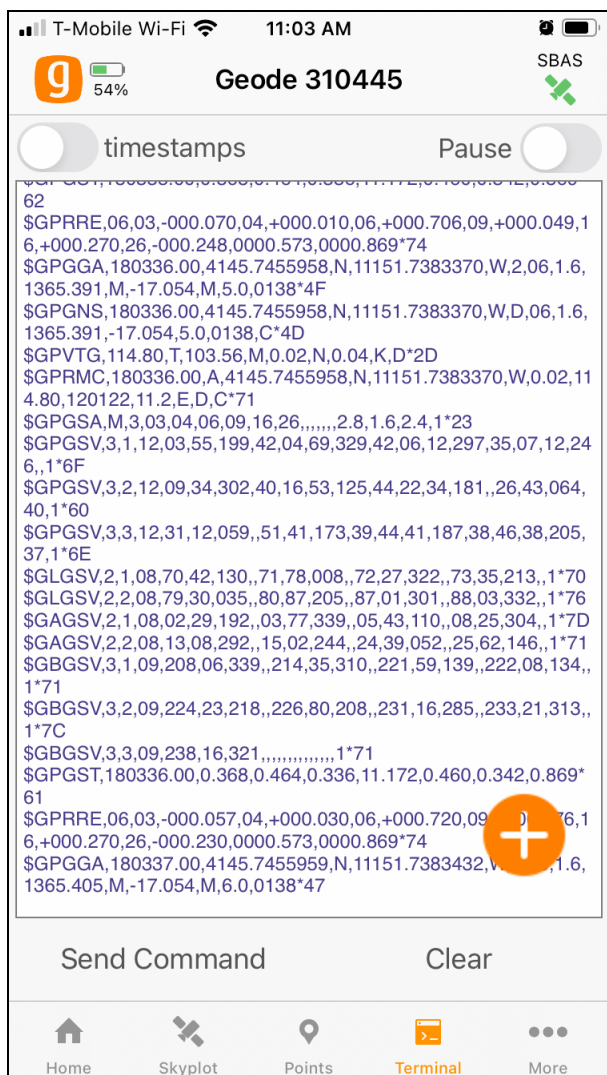 T-Mobile Wi-Fi 11:03 AM
g 54% Geode 310445 SBAS
timestamps Pause
62
$GPRRE,06,03,-000.070,04,+000.010,06,+000.706,09,+000.049,1
6,+000.270,26,-000.248,0000.573,0000.869*74
$GPGGA,180336.00,4145.7455958,N,11151.7383370,W,2,06,1.6,
1365.391,M,-17.054,M,5.0,0138*4F
$GPGNS,180336.00,4145.7455958,N,11151.7383370,W,D,06,1.6,
1365.391,-17.054,5.0,0138,C*4D
$GPVTG,114.80,T,103.56,M,0.02,N,0.04,K,D*2D
$GPRMC,180336.00,A,4145.7455958,N,11151.7383370,W,0.02,11
4.80,120122,11.2,E,D,C*71
$GPGSA,M,3,03,04,06,09,16,26,,,,,,,2.8,1.6,2.4,1*23
$GPGSV,3,1,12,03,55,199,42,04,69,329,42,06,12,297,35,07,12,24
6,,1*6F
$GPGSV,3,2,12,09,34,302,40,16,53,125,44,22,34,181,,26,43,064,
40,1*60
$GPGSV,3,3,12,31,12,059,,51,41,173,39,44,41,187,38,46,38,205,
37,1*6E
$GLGSV,2,1,08,70,42,130,,71,78,008,,72,27,322,,73,35,213,,1*70
$GLGSV,2,2,08,79,30,035,,80,87,205,,87,01,301,,88,03,332,,1*76
$GAGSV,2,1,08,02,29,192,,03,77,339,,05,43,110,,08,25,304,,1*7D
$GAGSV,2,2,08,13,08,292,,15,02,244,,24,39,052,,25,62,146,,1*71
$GBGSV,3,1,09,208,06,339,,214,35,310,,221,59,139,,222,08,134,,
1*71
$GBGSV,3,2,09,224,23,218,,226,80,208,,231,16,285,,233,21,313,,
1*7C
$GBGSV,3,3,09,238,16,321,,,,,,,,,,,,,,1*71
$GPGST,180336.00,0.368,0.464,0.336,11.172,0.460,0.342,0.869*
61
$GPRRE,06,03,-000.057,04,+000.030,06,+000.720,09
6,+000.270,26,-000.230,0000.573,0000.869*74
$GPGGA,180337.00,4145.7455959,N,11151.7383432,
1365.405,M,-17.054,M,6.0,0138*47
Send Command Clear
Home Skyplot Points Terminal More